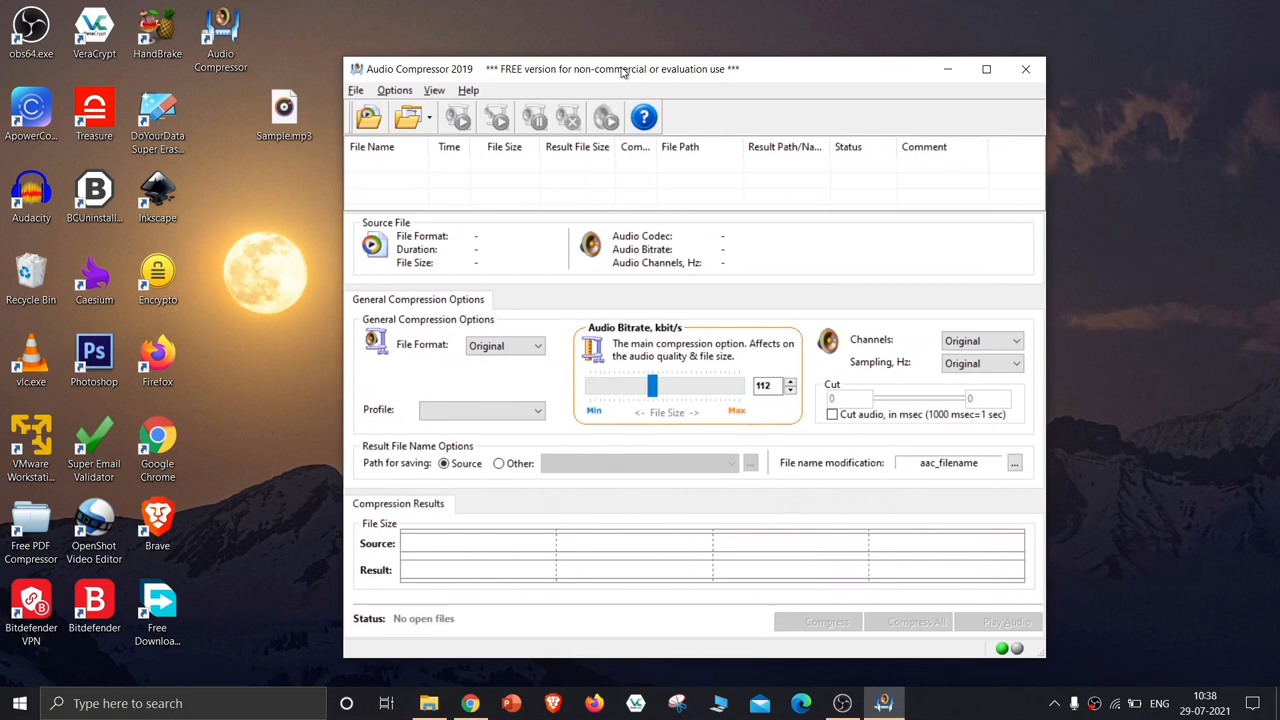 obs64.exe
VeraCrypt
HandBrake
Audio Compressor
ApowerCo...
Treasure
DoYourData Super Eras...
Sample.mp3
Audacity
BCUninstall...
Inkscape
Recycle Bin
Caesium
Encrypto
vlc.exe
Photoshop
Firefox
VMware Workstati...
Super Email Validator
Google Chrome
Free PDF Compressor
OpenShot Video Editor
Brave
Bitdefender VPN
Bitdefender
Free Downloa...
Audio Compressor 2019 *** FREE version for non-commercial or evaluation use ***
File Options View Help
File Name Time File Size Result File Size Com... File Path Result Path/Na... Status Comment
Source File
File Format: -
Duration: -
File Size: -
Audio Codec: -
Audio Bitrate: -
Audio Channels, Hz: -
General Compression Options
General Compression Options
File Format: Original
Profile:
Audio Bitrate, kbit/s
The main compression option. Affects on
the audio quality & file size.
112
Min <- File Size -> Max
Channels: Original
Sampling, Hz: Original
Cut
0 0
Cut audio, in msec (1000 msec=1 sec)
Result File Name Options
Path for saving: Source Other: ... File name modification: aac_filename ...
Compression Results
File Size
Source:
Result:
Status: No open files
Compress Compress All Play Audio
Type here to search
ENG
10:38
29-07-2021